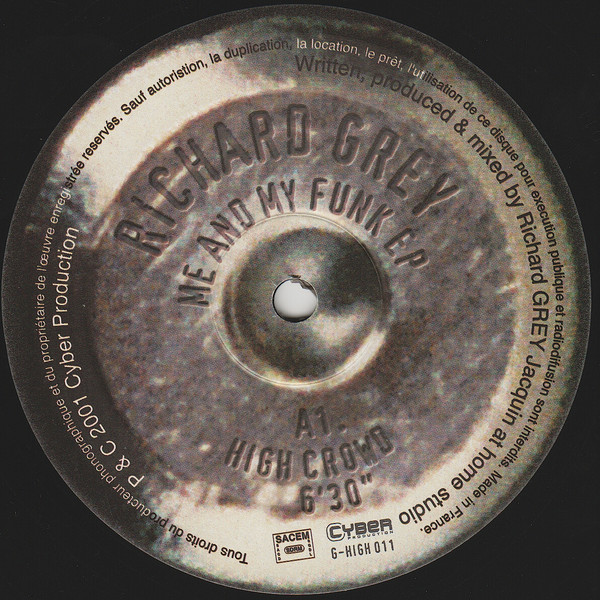 RICHARD GREY
ME AND MY FUNK EP
A1
HIGH CROWD
6'30"
Tous droits du producteur phonographique et du propriétaire de l'œuvre enregistrée reservés. Sauf autoristion, la duplication, la location, le prêt, l'utilisation de ce disque pour execution publique et radiodifusion sont interdits. Made in France.
P & C 2001 Cyber Production
Written, produced & mixed by Richard GREY Jacquin at home studio
SACEM
SDRM
CYBER
PRODUCTION
G-HIGH 011